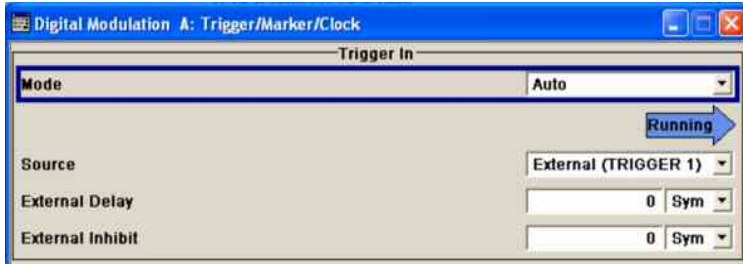 Digital Modulation A: Trigger/Marker/Clock
Trigger In
Mode Auto
Running
Source External (TRIGGER 1)
External Delay 0 Sym
External Inhibit 0 Sym